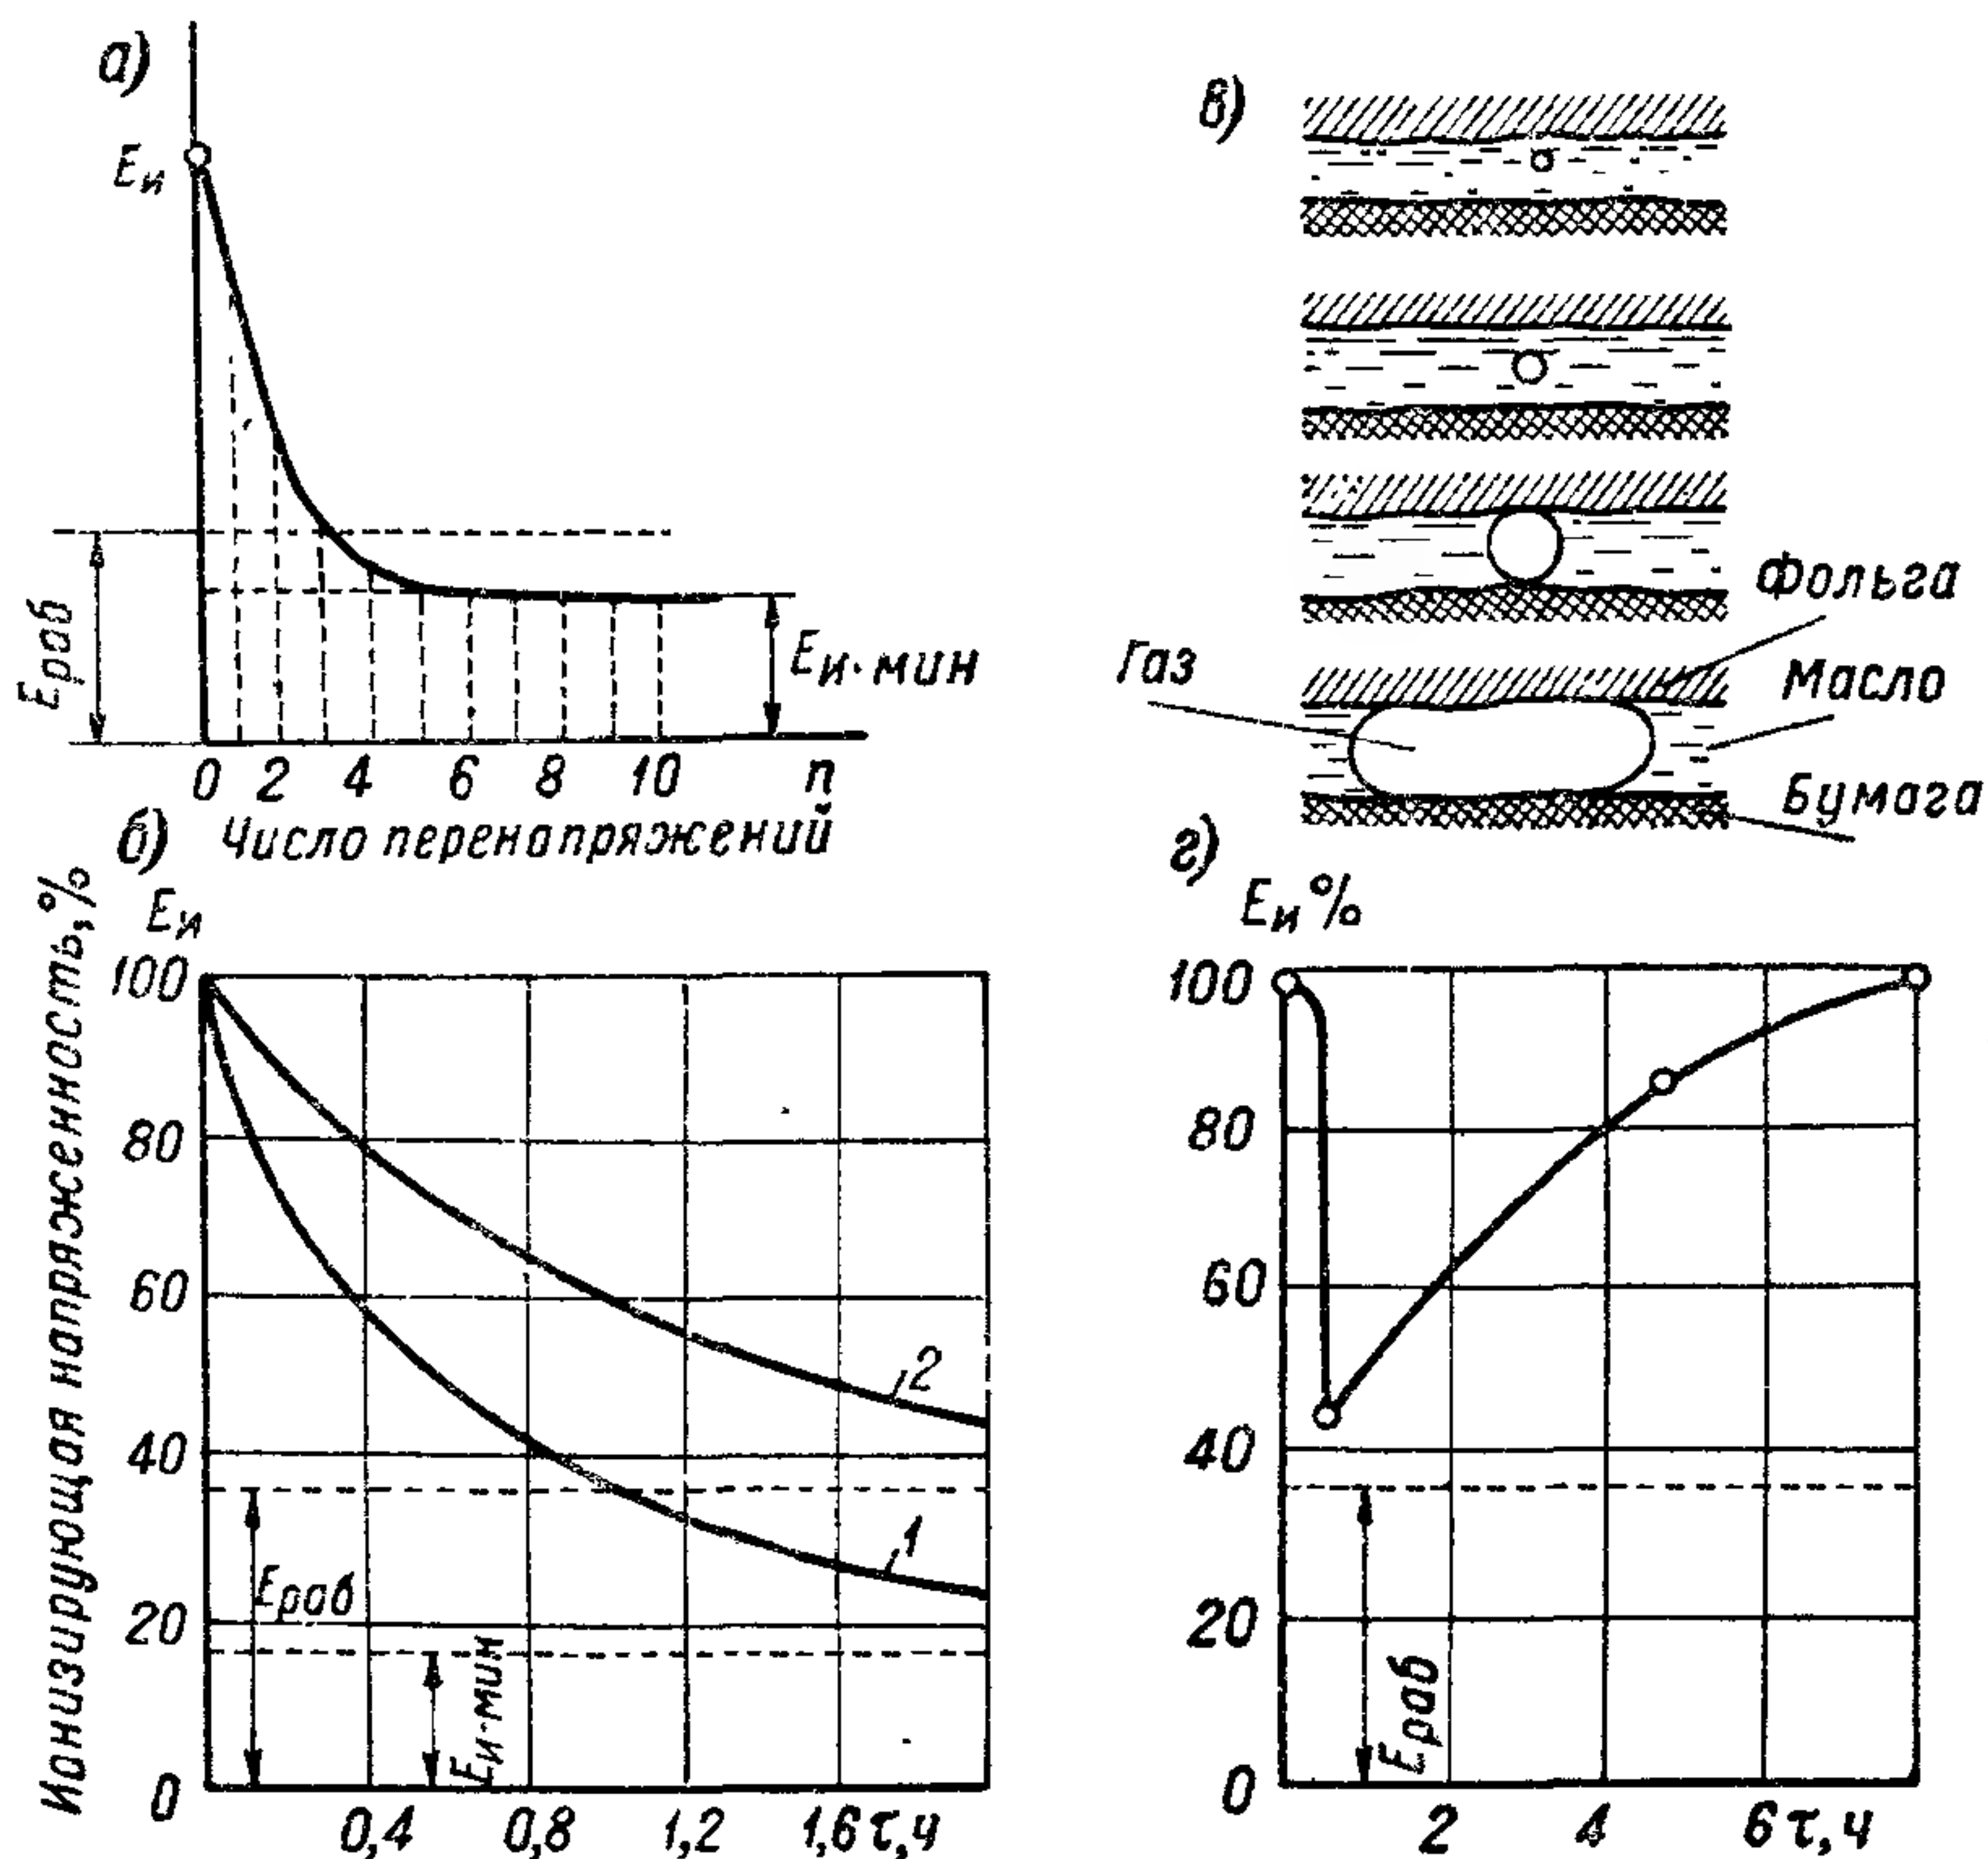 а)
Eи
Eраб
Eи.мин
0 2 4 6 8 10 n
Число перенапряжений
в)
Фольга
Газ
Масло
Бумага
б)
Ионизирующая напряженность,%
Eи
100
80
60
40
20
0
2
1
Eраб
Eи.мин
0,4 0,8 1,2 1,6 τ,ч
г)
Eи %
100
80
60
40
20
0
Eраб
2 4 6 τ,ч